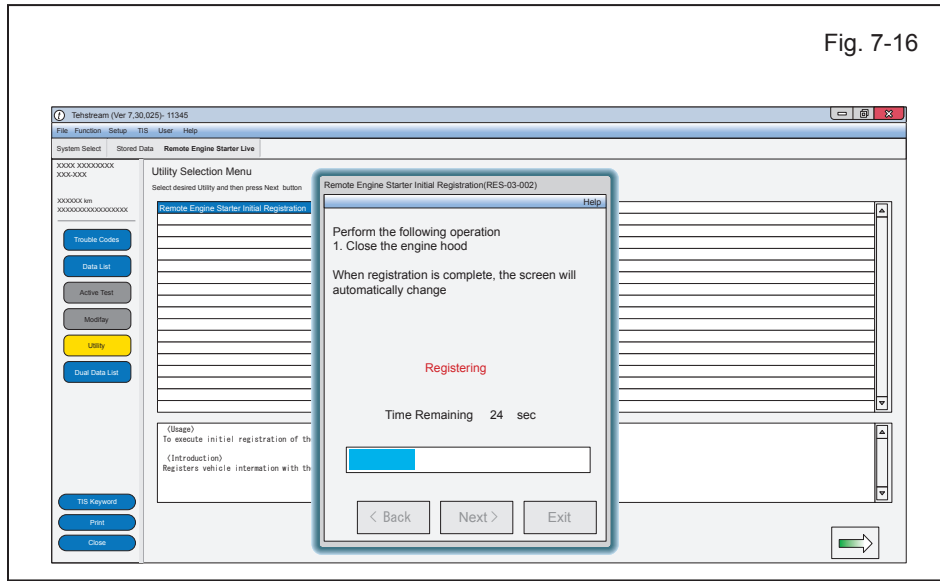 Fig. 7-16
Tehstream (Ver 7,30,025)- 11345
File Function Setup TIS User Help
System Select Stored Data Remote Engine Starter Live
XXXX XXXXXXXX
XXX-XXX
XXXXXX km
XXXXXXXXXXXXXXXXX
Trouble Codes
Data List
Active Test
Modifay
Utility
Dual Data List
TIS Keyword
Print
Close
Utility Selection Menu
Select desired Utility and then press Next button
Remote Engine Starter Initial Registration
(Usage)
To execute initiel registration of th
(Introduction)
Registers vehicle intermation with th
Remote Engine Starter Initial Registration(RES-03-002)
Help
Perform the following operation
1. Close the engine hood
When registration is complete, the screen will
automatically change
Registering
Time Remaining 24 sec
< Back Next > Exit